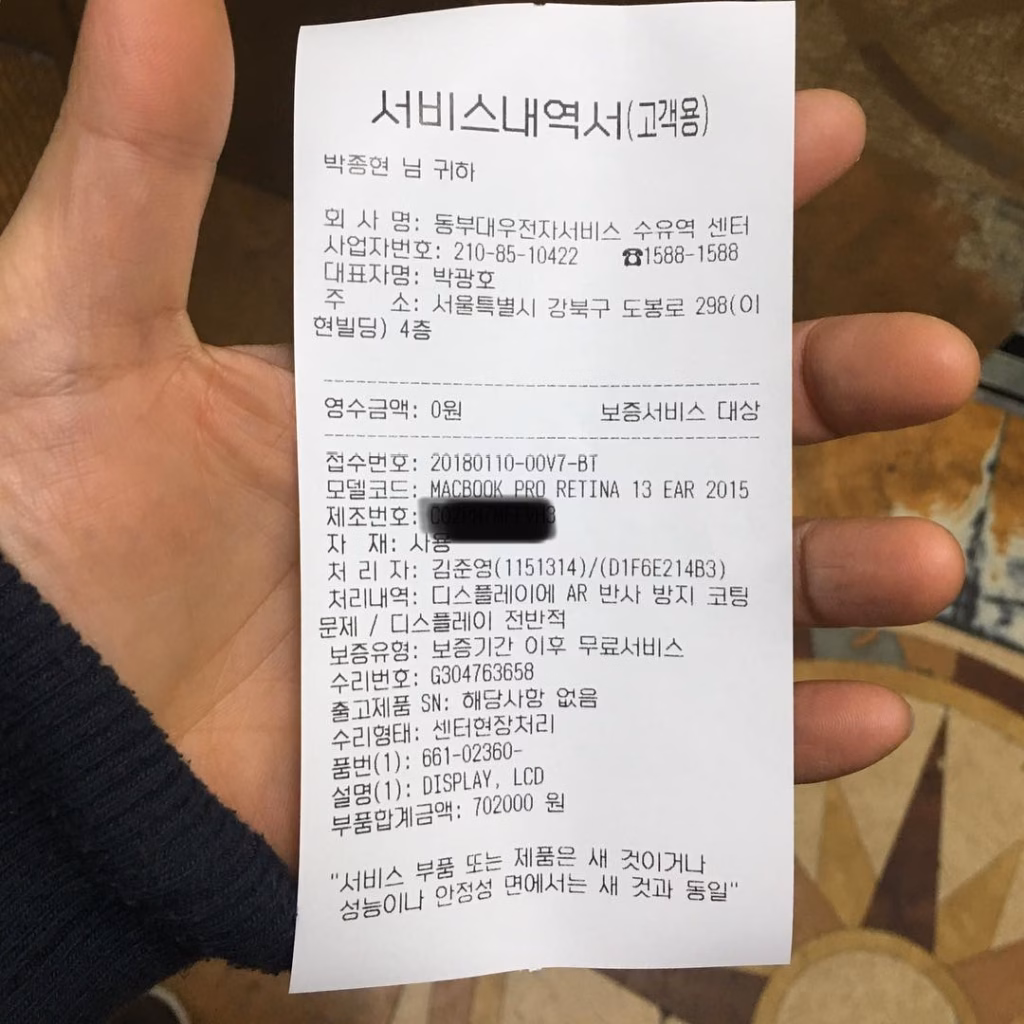 서비스내역서(고객용)
박종현 님 귀하
회 사 명: 동부대우전자서비스 수유역 센터
사업자번호: 210-85-10422 ☎1588-1588
대표자명: 박광호
주 소: 서울특별시 강북구 도봉로 298(이
현빌딩) 4층
영수금액: 0원 보증서비스 대상
접수번호: 20180110-00V7-BT
모델코드: MACBOOK PRO RETINA 13 EAR 2015
제조번호:
자 재: 사용
처 리 자: 김준영(1151314)/(D1F6E214B3)
처리내역: 디스플레이에 AR 반사 방지 코팅
문제 / 디스플레이 전반적
보증유형: 보증기간 이후 무료서비스
수리번호: G304763658
출고제품 SN: 해당사항 없음
수리형태: 센터현장처리
품번(1): 661-02360-
설명(1): DISPLAY, LCD
부품합계금액: 702000 원
"서비스 부품 또는 제품은 새 것이거나
성능이나 안정성 면에서는 새 것과 동일"